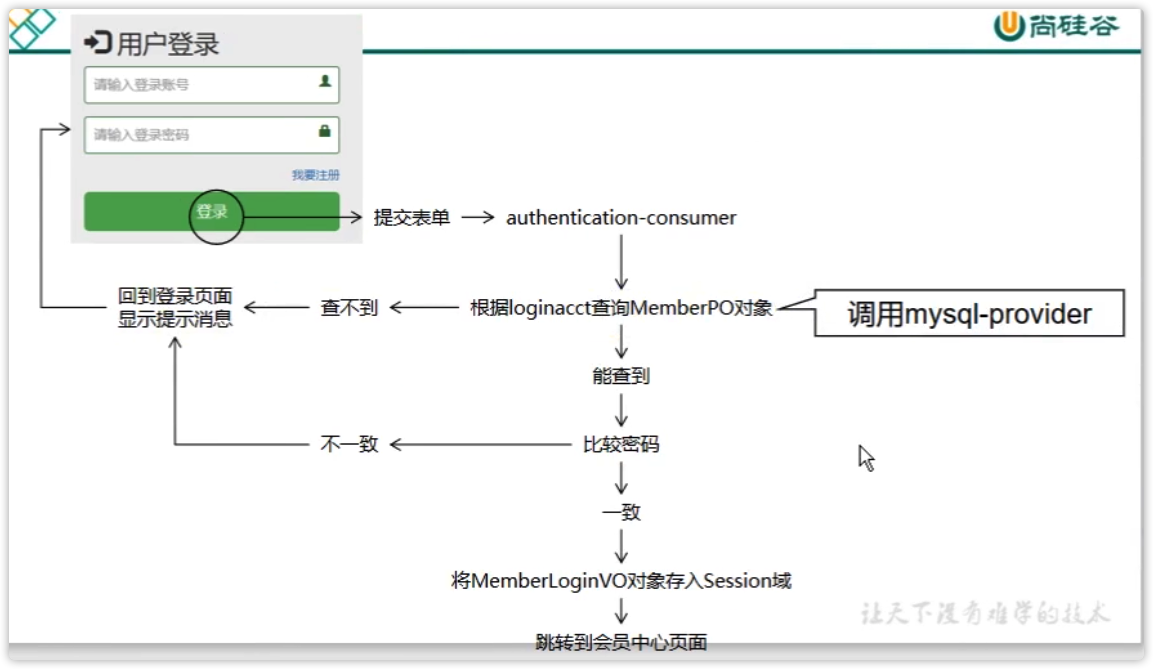 尚硅谷
用户登录
请输入登录账号
请输入登录密码
我要注册
登录
提交表单
authentication-consumer
回到登录页面
显示提示消息
查不到
根据loginacct查询MemberPO对象
调用mysql-provider
能查到
不一致
比较密码
一致
将MemberLoginVO对象存入Session域
让天下没有难学的技术
跳转到会员中心页面